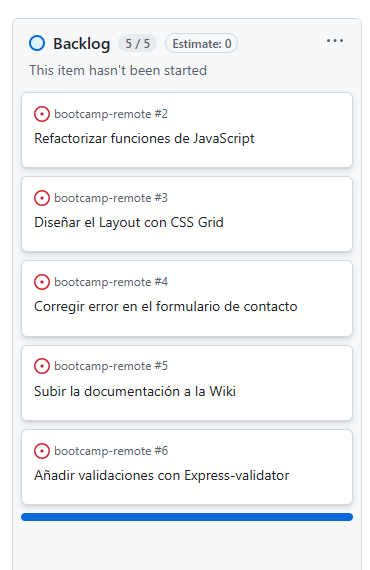 Backlog 5 / 5 Estimate: 0
This item hasn't been started
bootcamp-remote #2
Refactorizar funciones de JavaScript
bootcamp-remote #3
Diseñar el Layout con CSS Grid
bootcamp-remote #4
Corregir error en el formulario de contacto
bootcamp-remote #5
Subir la documentación a la Wiki
bootcamp-remote #6
Añadir validaciones con Express-validator